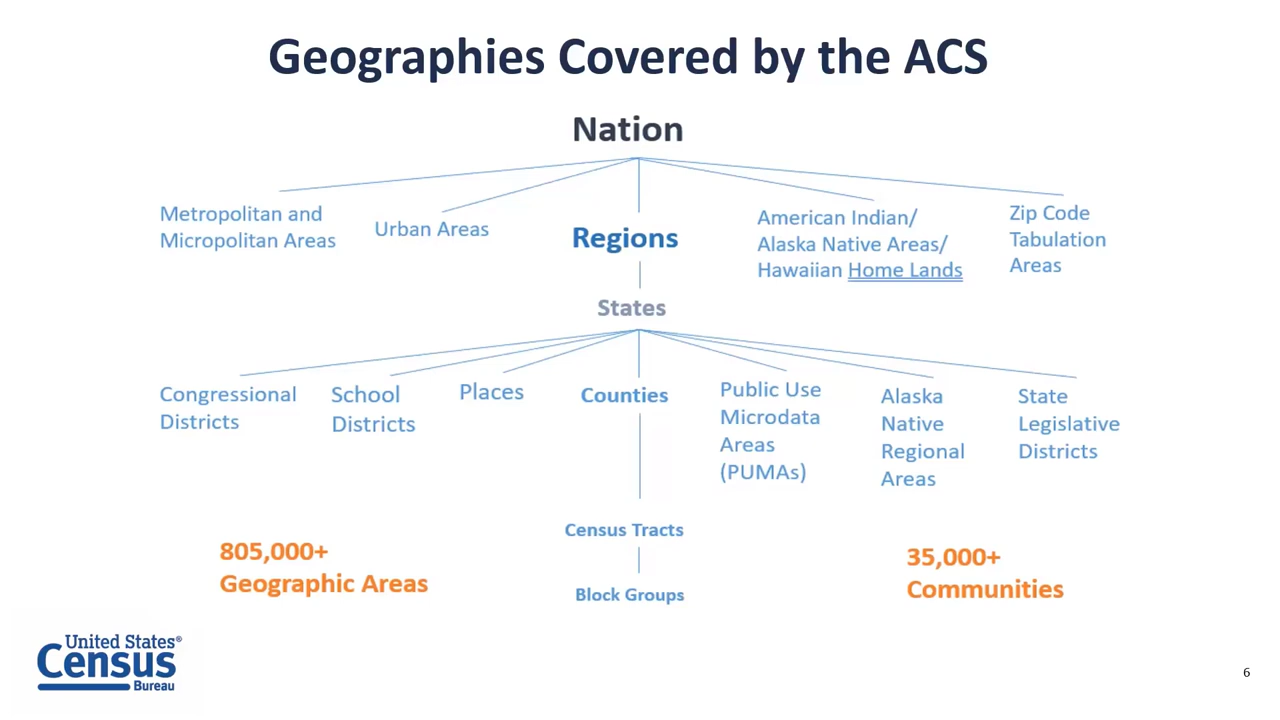 Geographies Covered by the ACS
Nation
Metropolitan and
Micropolitan Areas
Urban Areas
Regions
American Indian/
Alaska Native Areas/
Hawaiian Home Lands
Zip Code
Tabulation
Areas
States
Congressional
Districts
School
Districts
Places
Counties
Public Use
Microdata
Areas
(PUMAs)
Alaska
Native
Regional
Areas
State
Legislative
Districts
Census Tracts
Block Groups
805,000+
Geographic Areas
35,000+
Communities
United States®
Census
Bureau
6